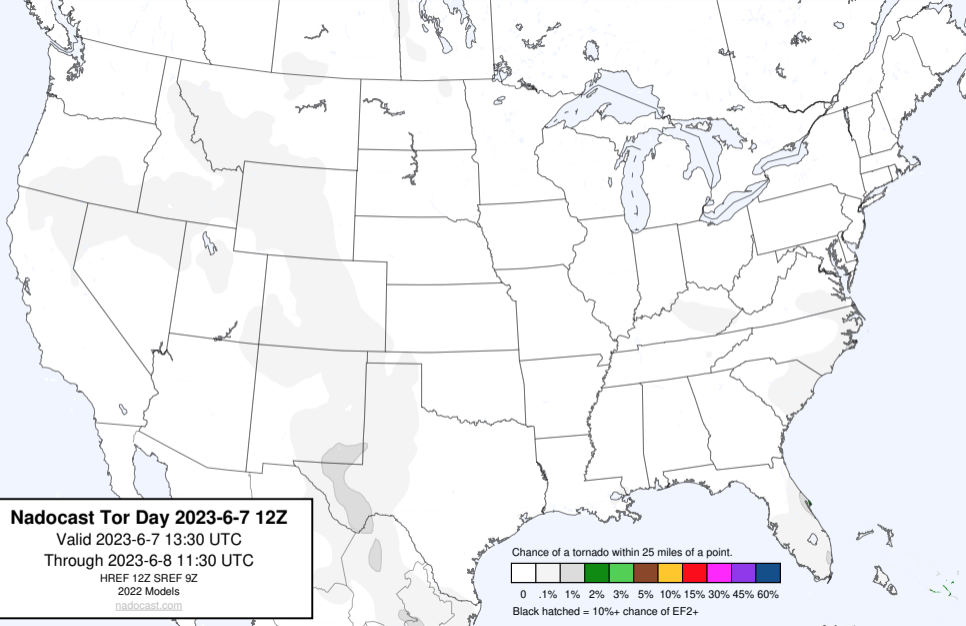 Nadocast Tor Day 2023-6-7 12Z
Valid 2023-6-7 13:30 UTC
Through 2023-6-8 11:30 UTC
HREF 12Z SREF 9Z
2022 Models
nadocast.com
Chance of a tornado within 25 miles of a point.
0 .1% 1% 2% 3% 5% 10% 15% 30% 45% 60%
Black hatched = 10%+ chance of EF2+